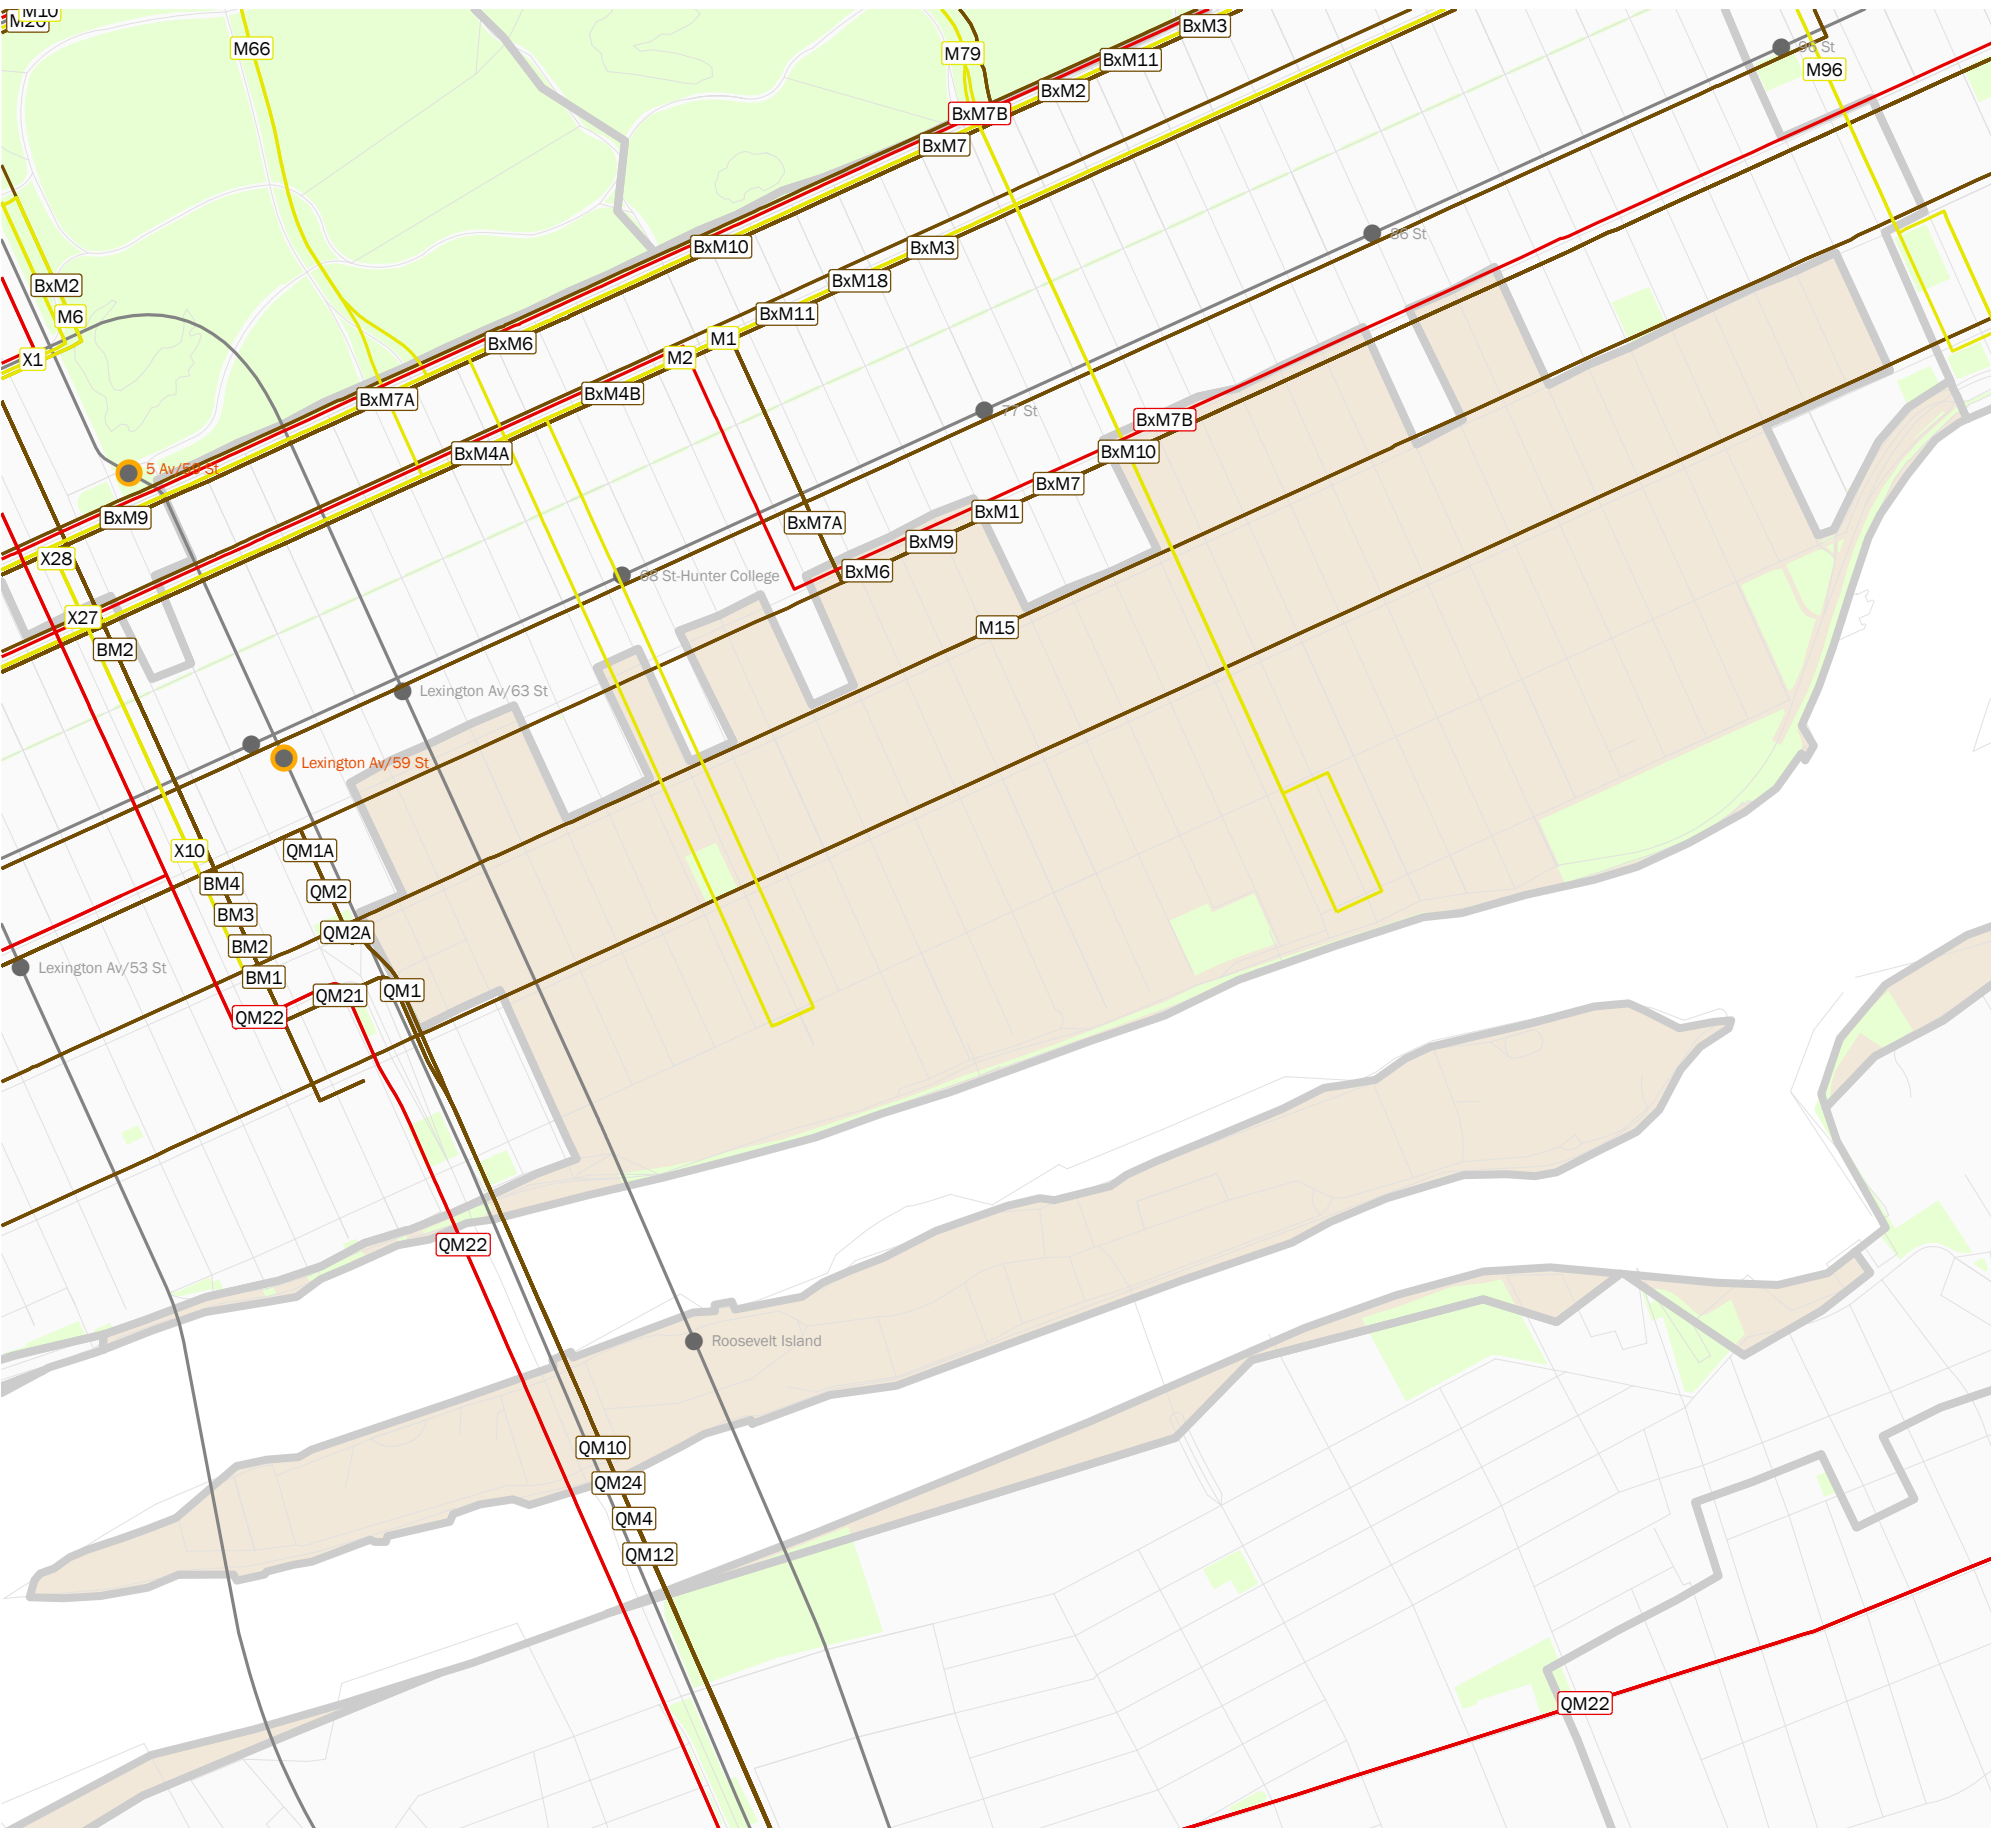 M10
M20
BxM3
M66
96 St
M79
BxM11
M96
BxM2
BxM7B
BxM7
86 St
BxM10
BxM3
BxM2
BxM18
M6
BxM11
M1
BxM6
X1
M2
BxM4B
BxM7A
77 St
BxM7B
BxM4A
BxM10
5 Av/59 St
BxM7
BxM1
BxM9
BxM7A
BxM9
X28
BxM6
68 St-Hunter College
X27
M15
BM2
Lexington Av/63 St
Lexington Av/59 St
X10
QM1A
BM4
QM2
BM3
QM2A
BM2
Lexington Av/53 St
BM1
QM1
QM21
QM22
QM22
Roosevelt Island
QM10
QM24
QM4
QM12
QM22